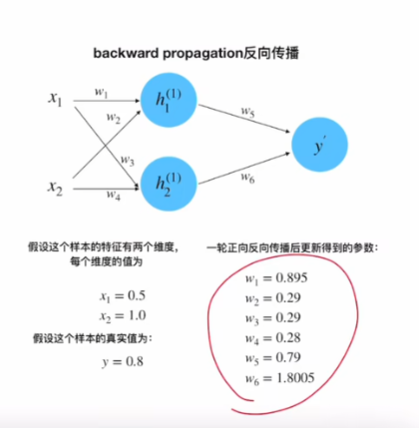 backward propagation反向传播
x₁
w₁
h₁⁽¹⁾
w₂
w₅
y′
w₃
x₂
w₄
h₂⁽¹⁾
w₆
假设这个样本的特征有两个维度，
每个维度的值为
x₁ = 0.5
x₂ = 1.0
假设这个样本的真实值为：
y = 0.8
一轮正向反向传播后更新得到的参数：
w₁ = 0.895
w₂ = 0.29
w₃ = 0.29
w₄ = 0.28
w₅ = 0.79
w₆ = 1.8005